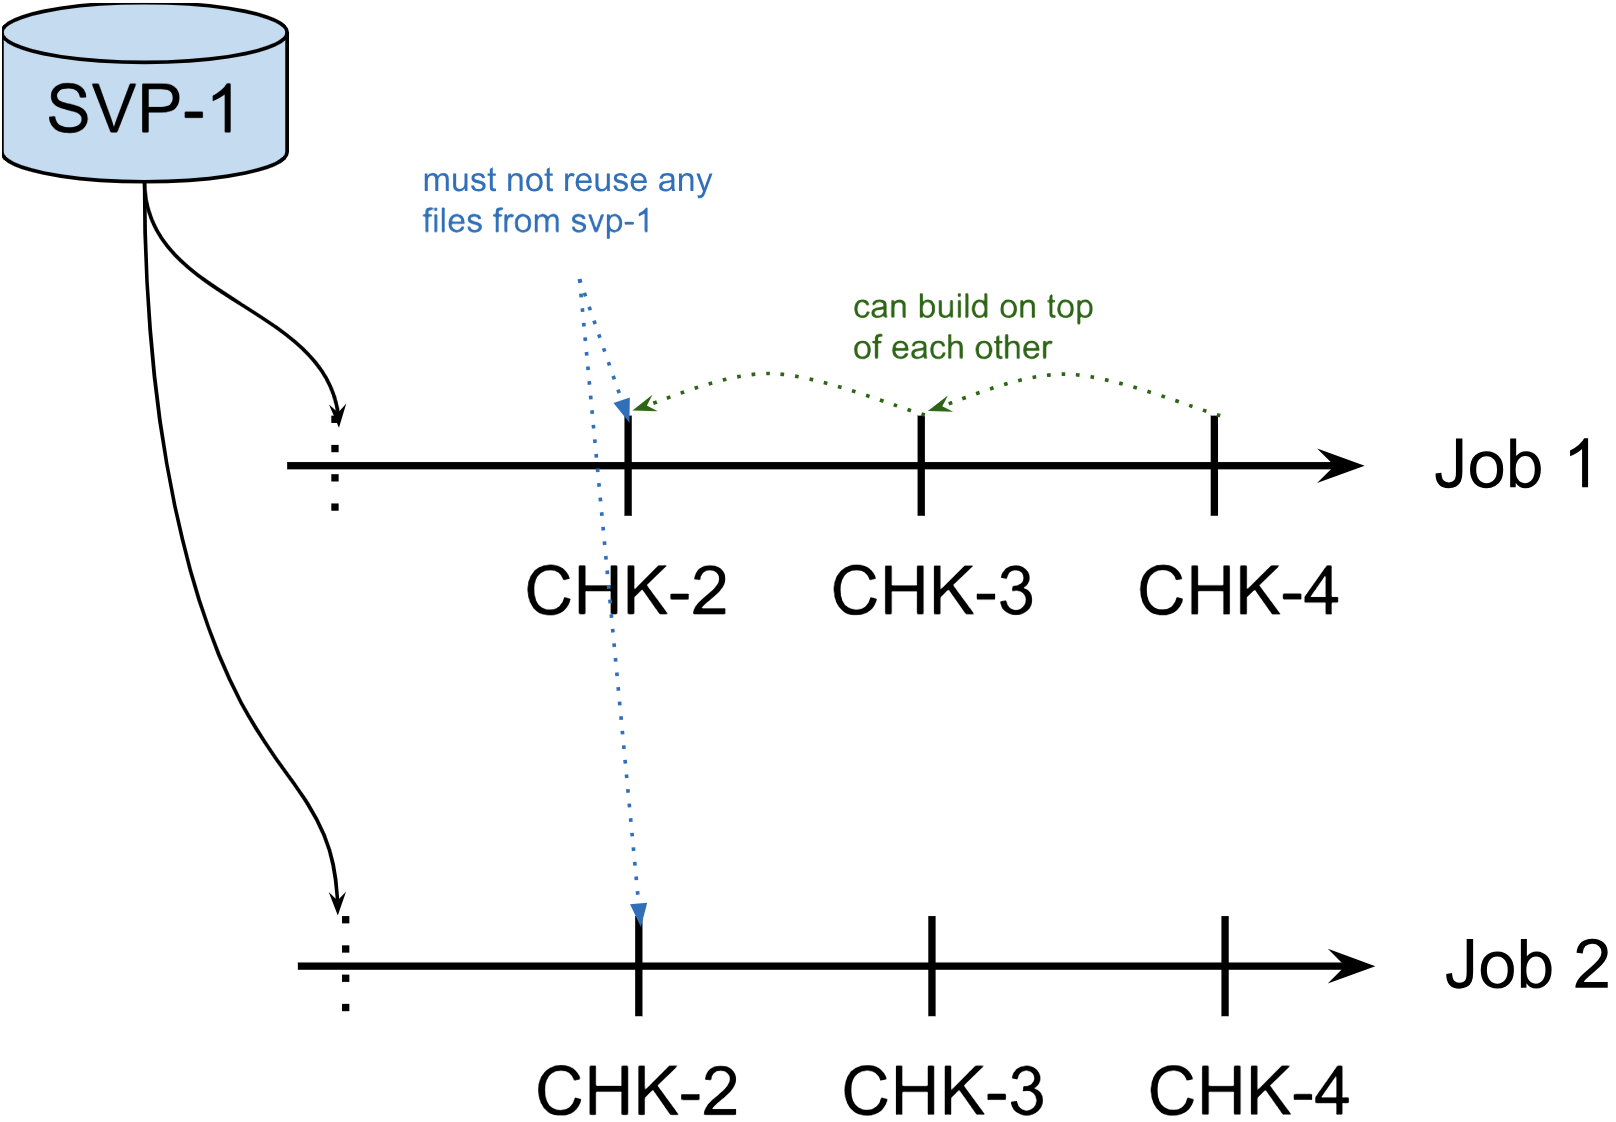 SVP-1
must not reuse any
files from svp-1
can build on top
of each other
Job 1
CHK-2
CHK-3
CHK-4
Job 2
CHK-2
CHK-3
CHK-4